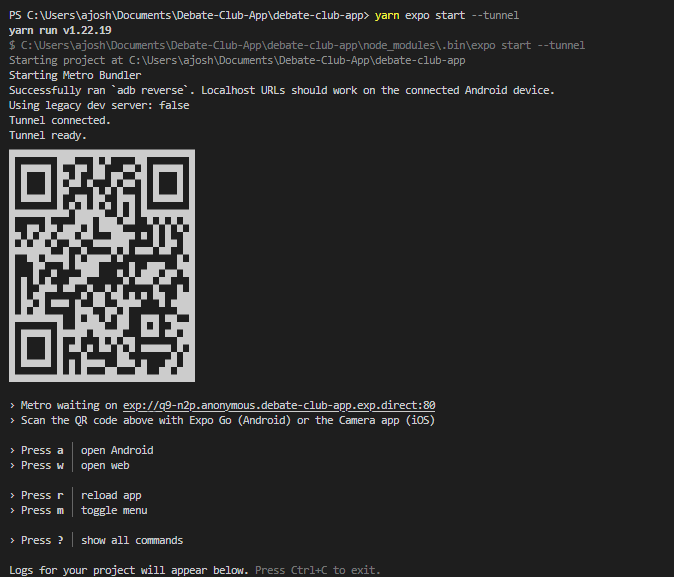 PS C:\Users\ajosh\Documents\Debate-Club-App\debate-club-app> yarn expo start --tunnel
yarn run v1.22.19
$ C:\Users\ajosh\Documents\Debate-Club-App\debate-club-app\node_modules\.bin\expo start --tunnel
Starting project at C:\Users\ajosh\Documents\Debate-Club-App\debate-club-app
Starting Metro Bundler
Successfully ran `adb reverse`. Localhost URLs should work on the connected Android device.
Using legacy dev server: false
Tunnel connected.
Tunnel ready.
› Metro waiting on exp://q9-n2p.anonymous.debate-club-app.exp.direct:80
› Scan the QR code above with Expo Go (Android) or the Camera app (iOS)
› Press a │ open Android
› Press w │ open web
› Press r │ reload app
› Press m │ toggle menu
› Press ? │ show all commands
Logs for your project will appear below. Press Ctrl+C to exit.